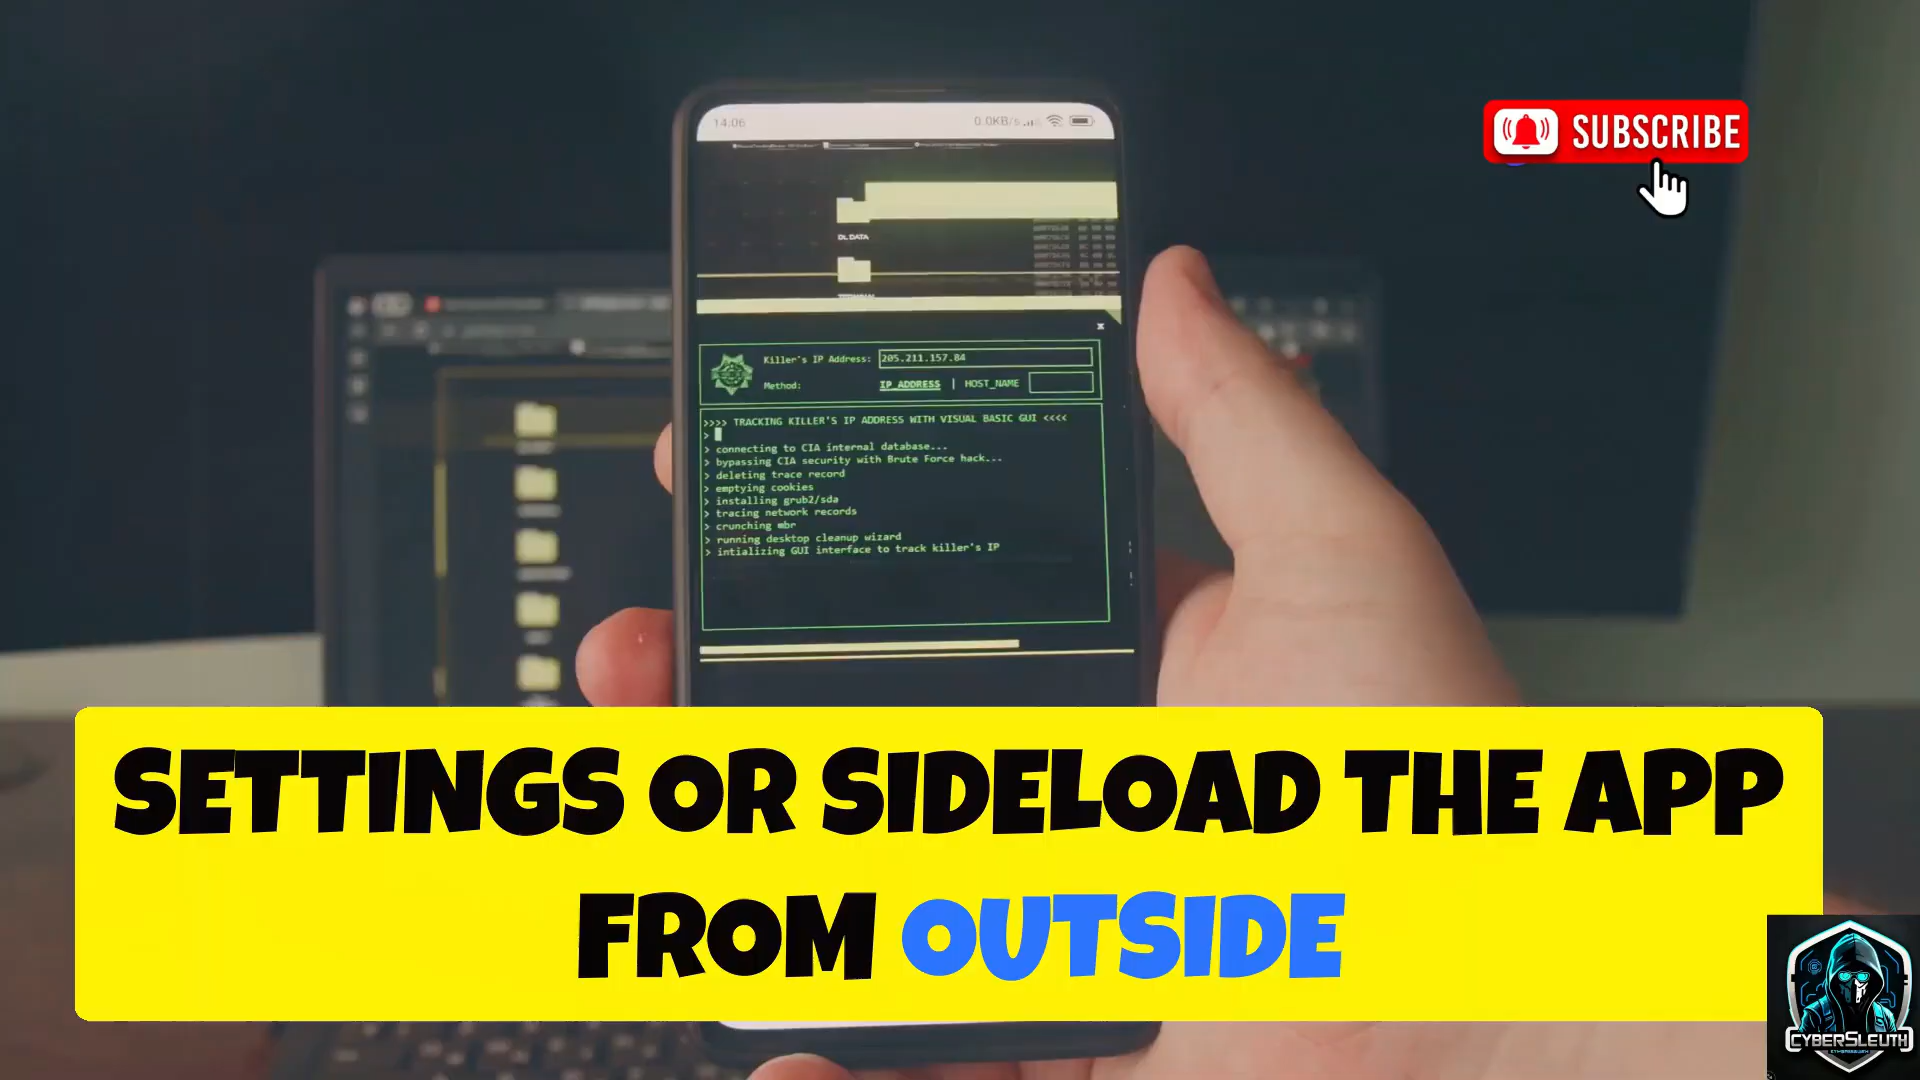 SUBSCRIBE
14.06
0.0KB/s
DL DATA
x
Killer's IP Address: 205.211.157.84
Method: IP_ADDRESS | HOST_NAME
>>>> TRACKING KILLER'S IP ADDRESS WITH VISUAL BASIC GUI <<<<
>
> connecting to CIA internal database...
> bypassing CIA security with Brute Force hack...
> deleting trace record
> emptying cookies
> installing grub2/sda
> tracing network records
> crunching mbr
> running desktop cleanup wizard
> intializing GUI interface to track killer's IP
SETTINGS OR SIDELOAD THE APP
FROM OUTSIDE
CYBERSLEUTH